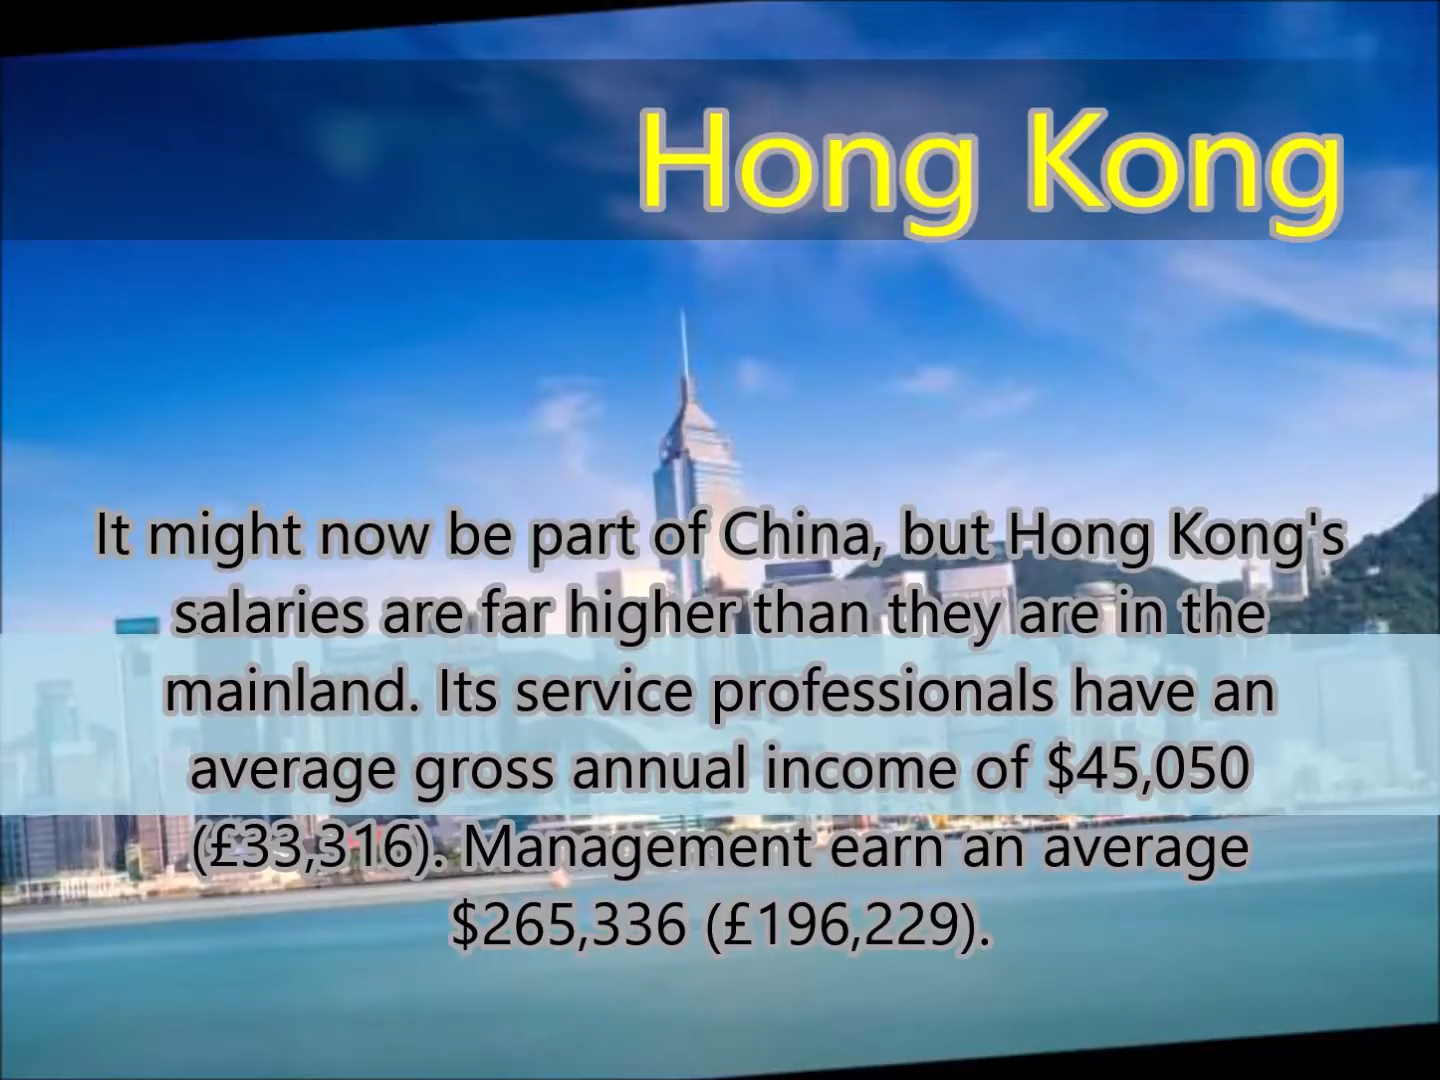 Hong Kong
It might now be part of China, but Hong Kong's
salaries are far higher than they are in the
mainland. Its service professionals have an
average gross annual income of $45,050
(£33,316). Management earn an average
$265,336 (£196,229).